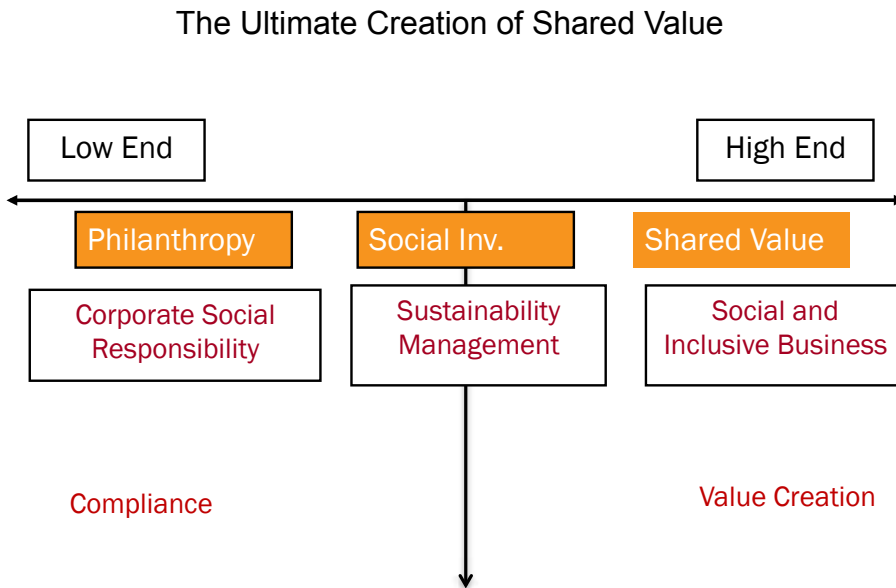 The Ultimate Creation of Shared Value
Low End
High End
Philanthropy
Social Inv.
Shared Value
Corporate Social
Responsibility
Sustainability
Management
Social and
Inclusive Business
Compliance
Value Creation